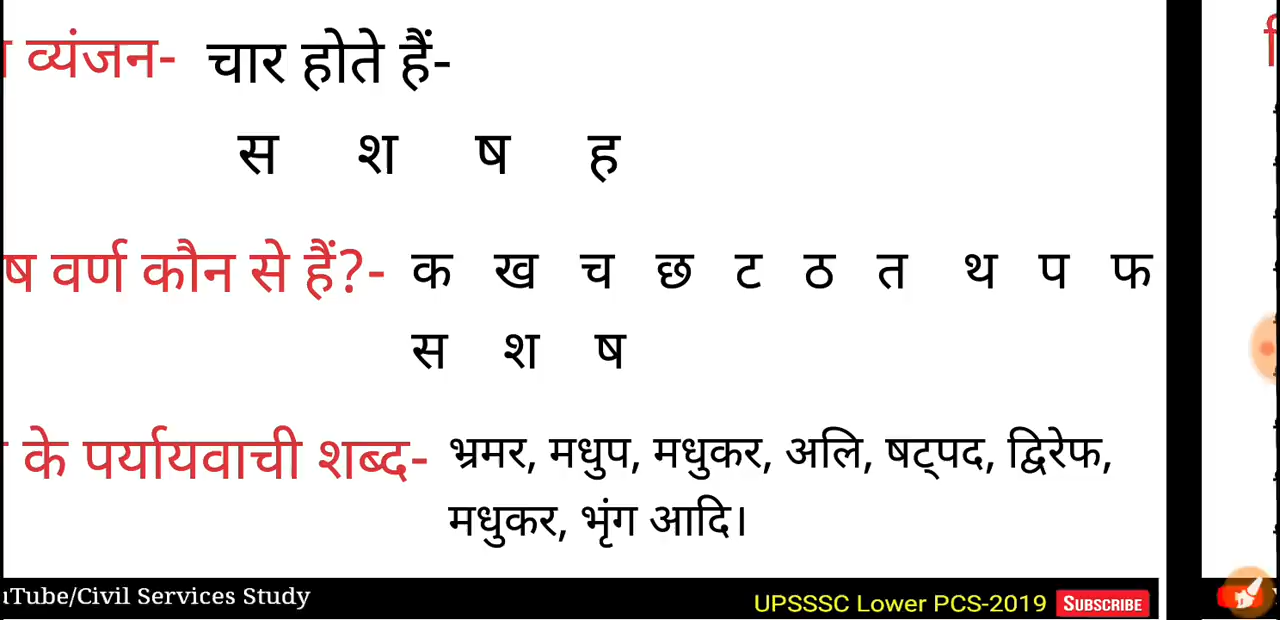 व्यंजन- चार होते हैं-
स श ष ह
ष वर्ण कौन से हैं?- क ख च छ ट ठ त थ प फ
स श ष
के पर्यायवाची शब्द- भ्रमर, मधुप, मधुकर, अलि, षट्पद, द्विरेफ,
मधुकर, भृंग आदि।
uTube/Civil Services Study
UPSSSC Lower PCS-2019 SUBSCRIBE